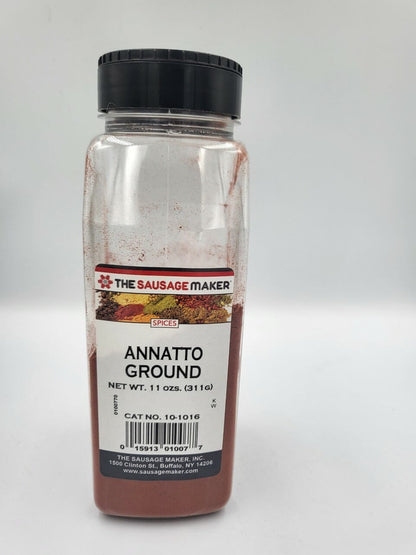 THE SAUSAGE MAKER
SPICES
ANNATTO
GROUND
NET WT. 11 OZS. (311G)
0100770
K
W
CAT NO. 10-1016
0 15913 01007 7
THE SAUSAGE MAKER, INC.
1500 Clinton St., Buffalo, NY 14206
www.sausagemaker.com